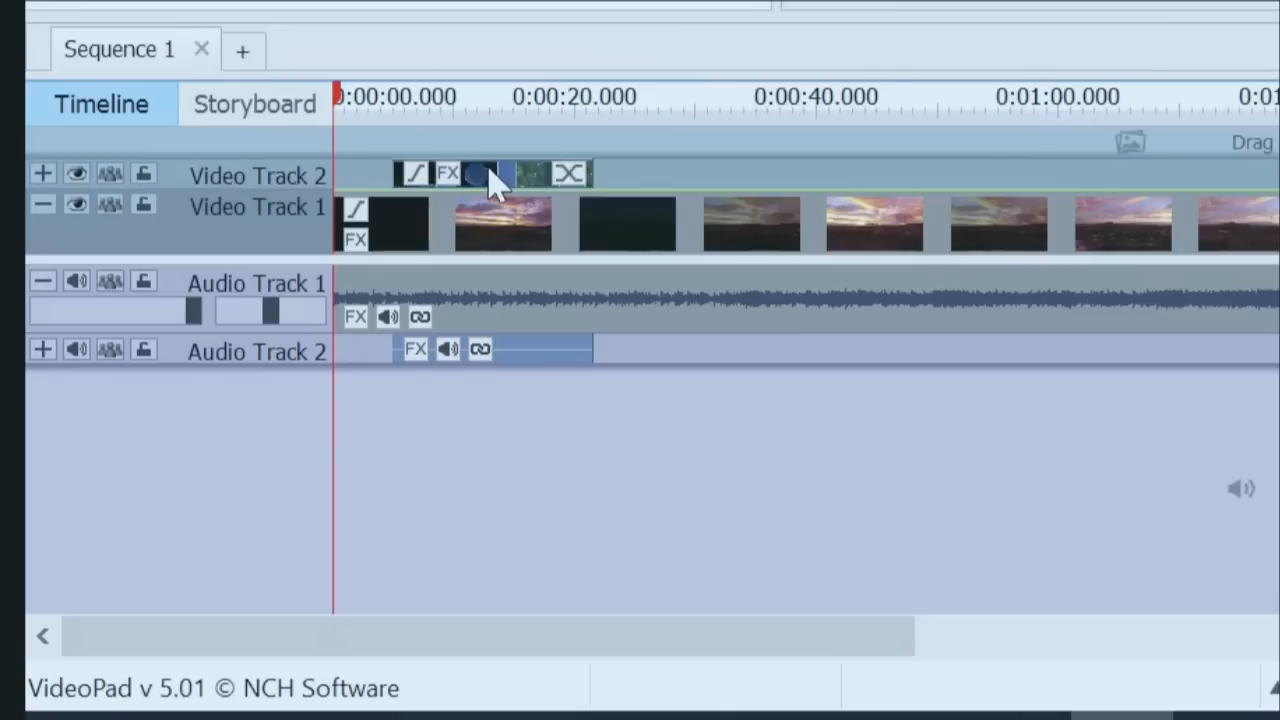 Sequence 1
Timeline
Storyboard
0:00:00.000
0:00:20.000
0:00:40.000
0:01:00.000
0:01
Drag
Video Track 2
FX
Video Track 1
FX
Audio Track 1
FX
Audio Track 2
FX
VideoPad v 5.01 © NCH Software